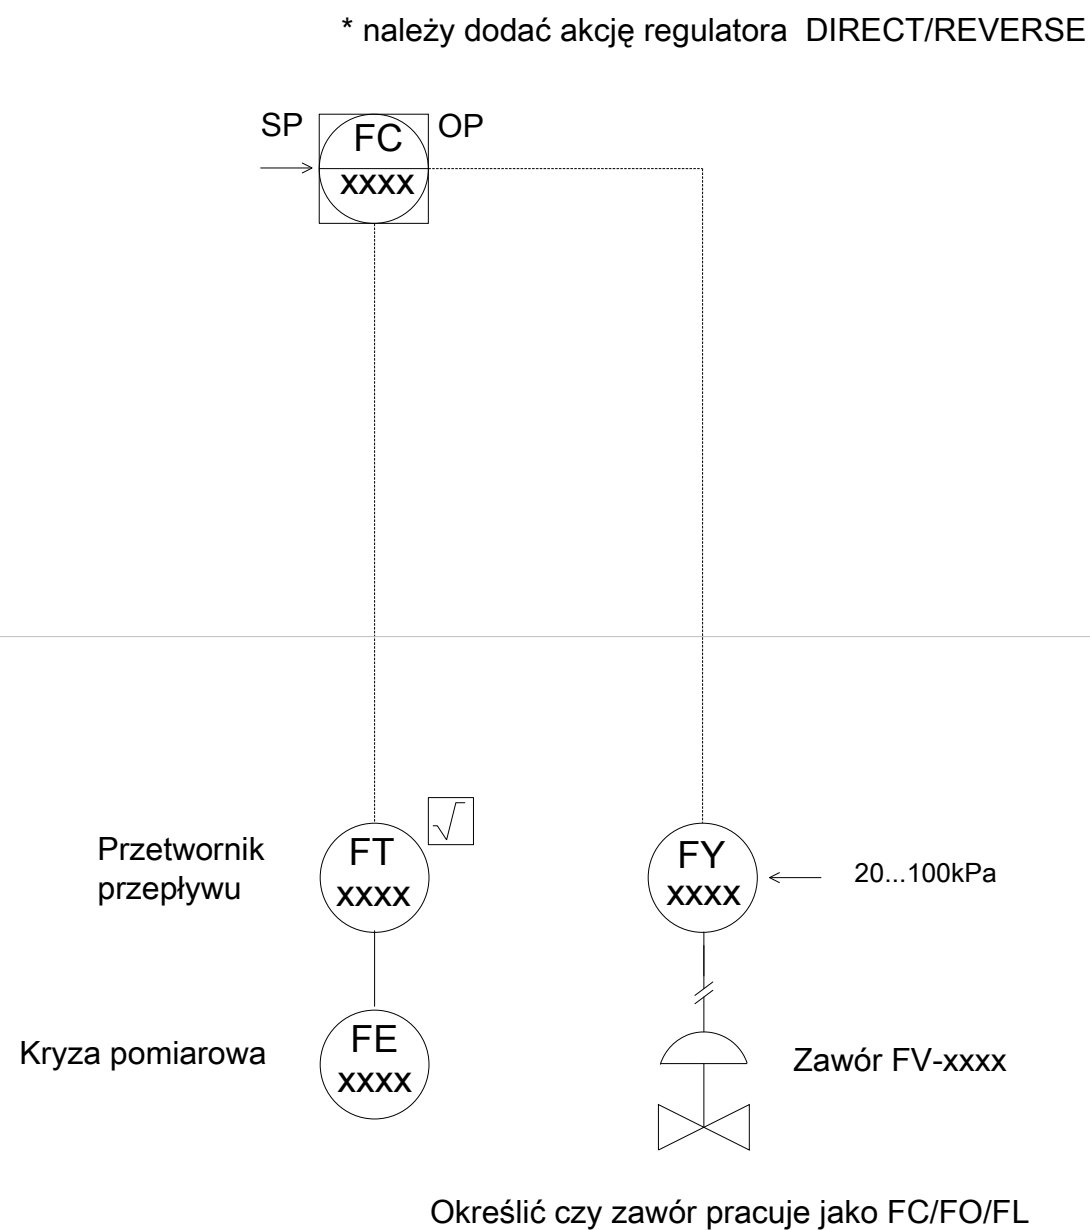 * należy dodać akcję regulatora DIRECT/REVERSE
SP
FC
OP
xxxx
Przetwornik
przepływu
FT
xxxx
FY
xxxx
20...100kPa
Kryza pomiarowa
FE
xxxx
Zawór FV-xxxx
Określić czy zawór pracuje jako FC/FO/FL